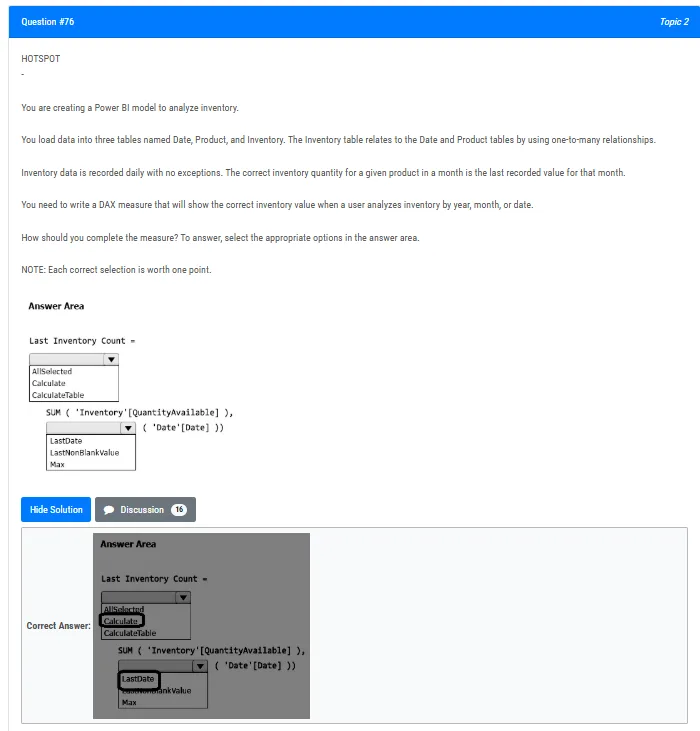 Question #76 Topic 2
HOTSPOT
-
You are creating a Power BI model to analyze inventory.
You load data into three tables named Date, Product, and Inventory. The Inventory table relates to the Date and Product tables by using one-to-many relationships.
Inventory data is recorded daily with no exceptions. The correct inventory quantity for a given product in a month is the last recorded value for that month.
You need to write a DAX measure that will show the correct inventory value when a user analyzes inventory by year, month, or date.
How should you complete the measure? To answer, select the appropriate options in the answer area.
NOTE: Each correct selection is worth one point.
Answer Area
Last Inventory Count =
AllSelected
Calculate
CalculateTable
SUM ( 'Inventory'[QuantityAvailable] ),
( 'Date'[Date] ))
LastDate
LastNonBlankValue
Max
Hide Solution Discussion 16
Correct Answer:
Answer Area
Last Inventory Count =
AllSelected
Calculate
CalculateTable
SUM ( 'Inventory'[QuantityAvailable] ),
( 'Date'[Date] ))
LastDate
LastNonBlankValue
Max